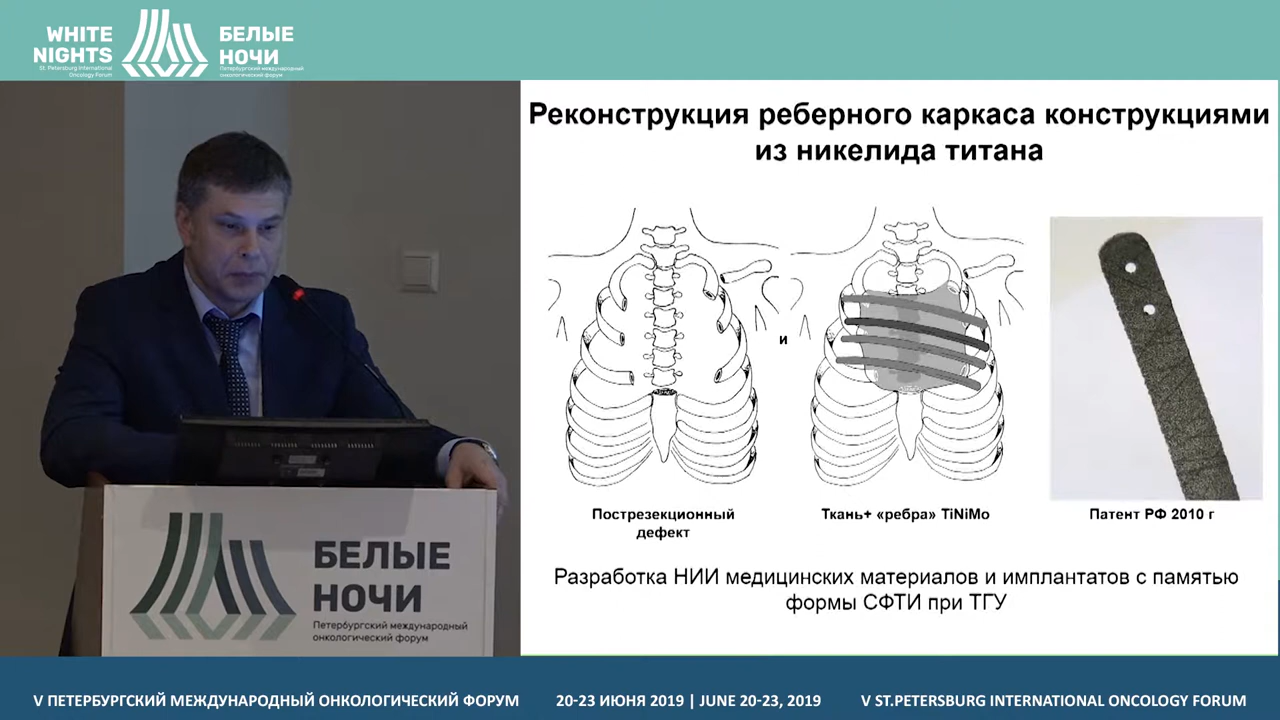 WHITE
NIGHTS
St. Petersburg International
Oncology Forum
БЕЛЫЕ
НОЧИ
Петербургский международный
онкологический форум
Реконструкция реберного каркаса конструкциями
из никелида титана
и
Пострезекционный
дефект
Ткань+ «ребра» TiNiMo
Патент РФ 2010 г
Разработка НИИ медицинских материалов и имплантатов с памятью
формы СФТИ при ТГУ
БЕЛЫЕ
НОЧИ
Петербургский международный
онкологический форум
V ПЕТЕРБУРГСКИЙ МЕЖДУНАРОДНЫЙ ОНКОЛОГИЧЕСКИЙ ФОРУМ
20-23 ИЮНЯ 2019 | JUNE 20-23, 2019
V ST.PETERSBURG INTERNATIONAL ONCOLOGY FORUM